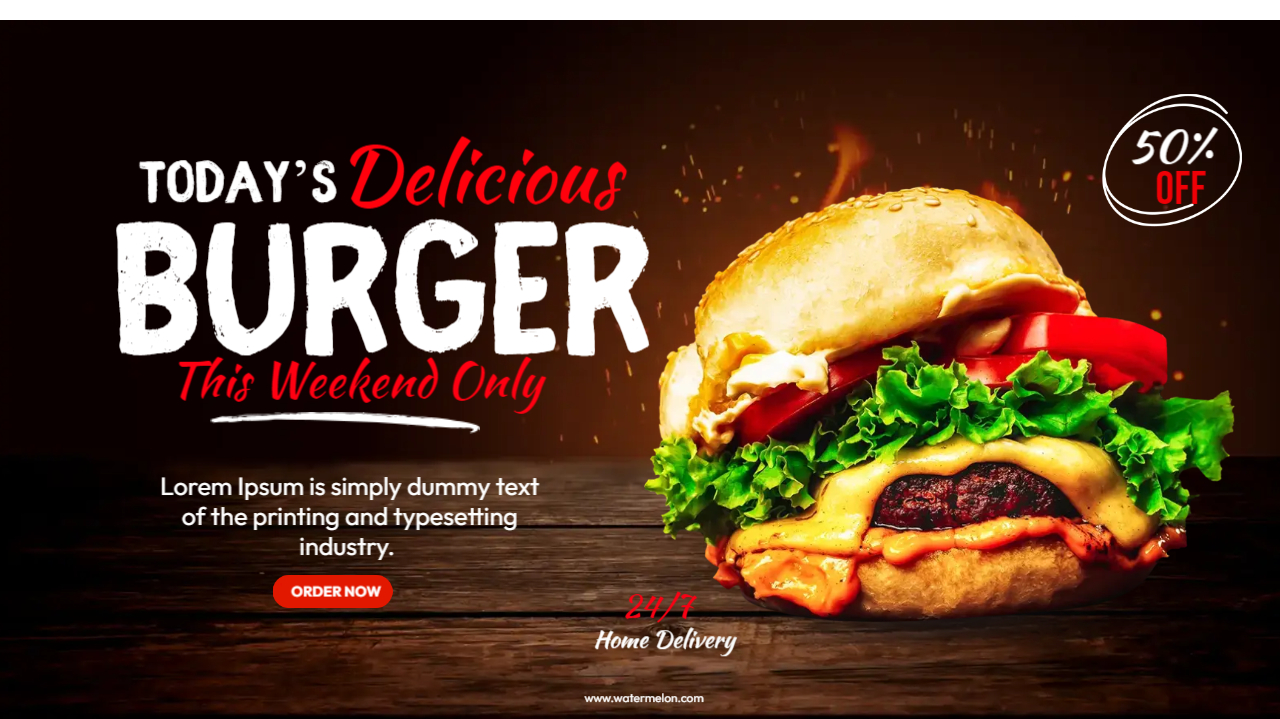 TODAY'S Delicious
BURGER
This Weekend Only
50%
OFF
Lorem Ipsum is simply dummy text
of the printing and typesetting
industry.
ORDER NOW
24/7
Home Delivery
www.watermelon.com